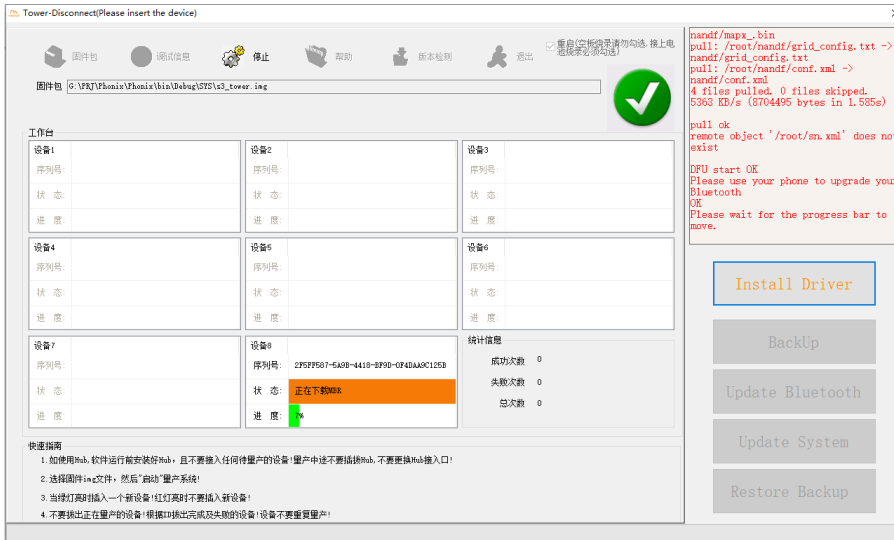 Tower-Disconnect(Please insert the device)
固件包
调试信息
停止
帮助
版本检测
退出
重启(空板烧录请勿勾选,接上电
池烧录必须勾选)
固件包 G:\PRJ\Phonix\Phonix\bin\Debug\SYS\s3_tower.img
工作台
设备1
序列号:
状 态:
进 度:
设备2
序列号:
状 态:
进 度:
设备3
序列号:
状 态:
进 度:
设备4
序列号:
状 态:
进 度:
设备5
序列号:
状 态:
进 度:
设备6
序列号:
状 态:
进 度:
设备7
序列号:
状 态:
进 度:
设备8
序列号: 2F5FF587-5A9B-4418-BF9D-0F4DAA9C125B
状 态: 正在下载MBR
进 度: 7%
统计信息
成功次数 0
失败次数 0
总次数 0
快速指南
1.如使用Hub,软件运行前安装好Hub，且不要接入任何待量产的设备!量产中途不要插拔Hub,不要更换Hub接入口!
2.选择固件img文件，然后"启动"量产系统!
3.当绿灯亮时插入一个新设备!红灯亮时不要插入新设备!
4.不要拔出正在量产的设备!根据ID拔出完成及失败的设备!设备不要重复量产!
nandf/mapx_.bin
pull: /root/nandf/grid_config.txt ->
nandf/grid_config.txt
pull: /root/nandf/conf.xml ->
nandf/conf.xml
4 files pulled. 0 files skipped.
5363 KB/s (8704495 bytes in 1.585s)
pull ok
remote object '/root/sn.xml' does not
exist
DFU start OK
Please use your phone to upgrade your
Bluetooth
OK
Please wait for the progress bar to
move.
Install Driver
BackUp
Update Bluetooth
Update System
Restore Backup